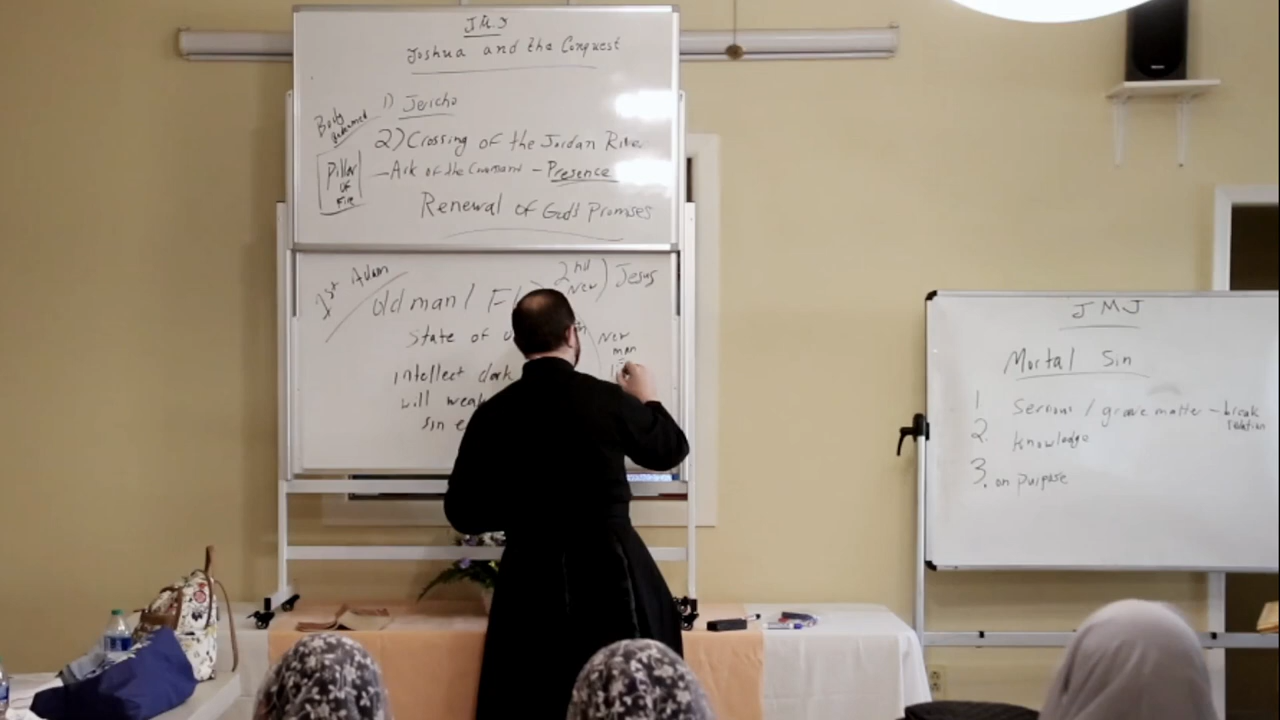 J.M.J
Joshua and the Conquest
1) Jericho
Body
2) Crossing of the Jordan River
Pillar
OF
Fire
- Ark of the Covenant - Presence
Renewal of God's Promises
1st Adam
2nd
New
Jesus
old man /
State of
New
man
=
intellect dark
will weak
sin
JMJ
Mortal Sin
1 Serious / grave matter - break
relation
2. Knowledge
3. on purpose